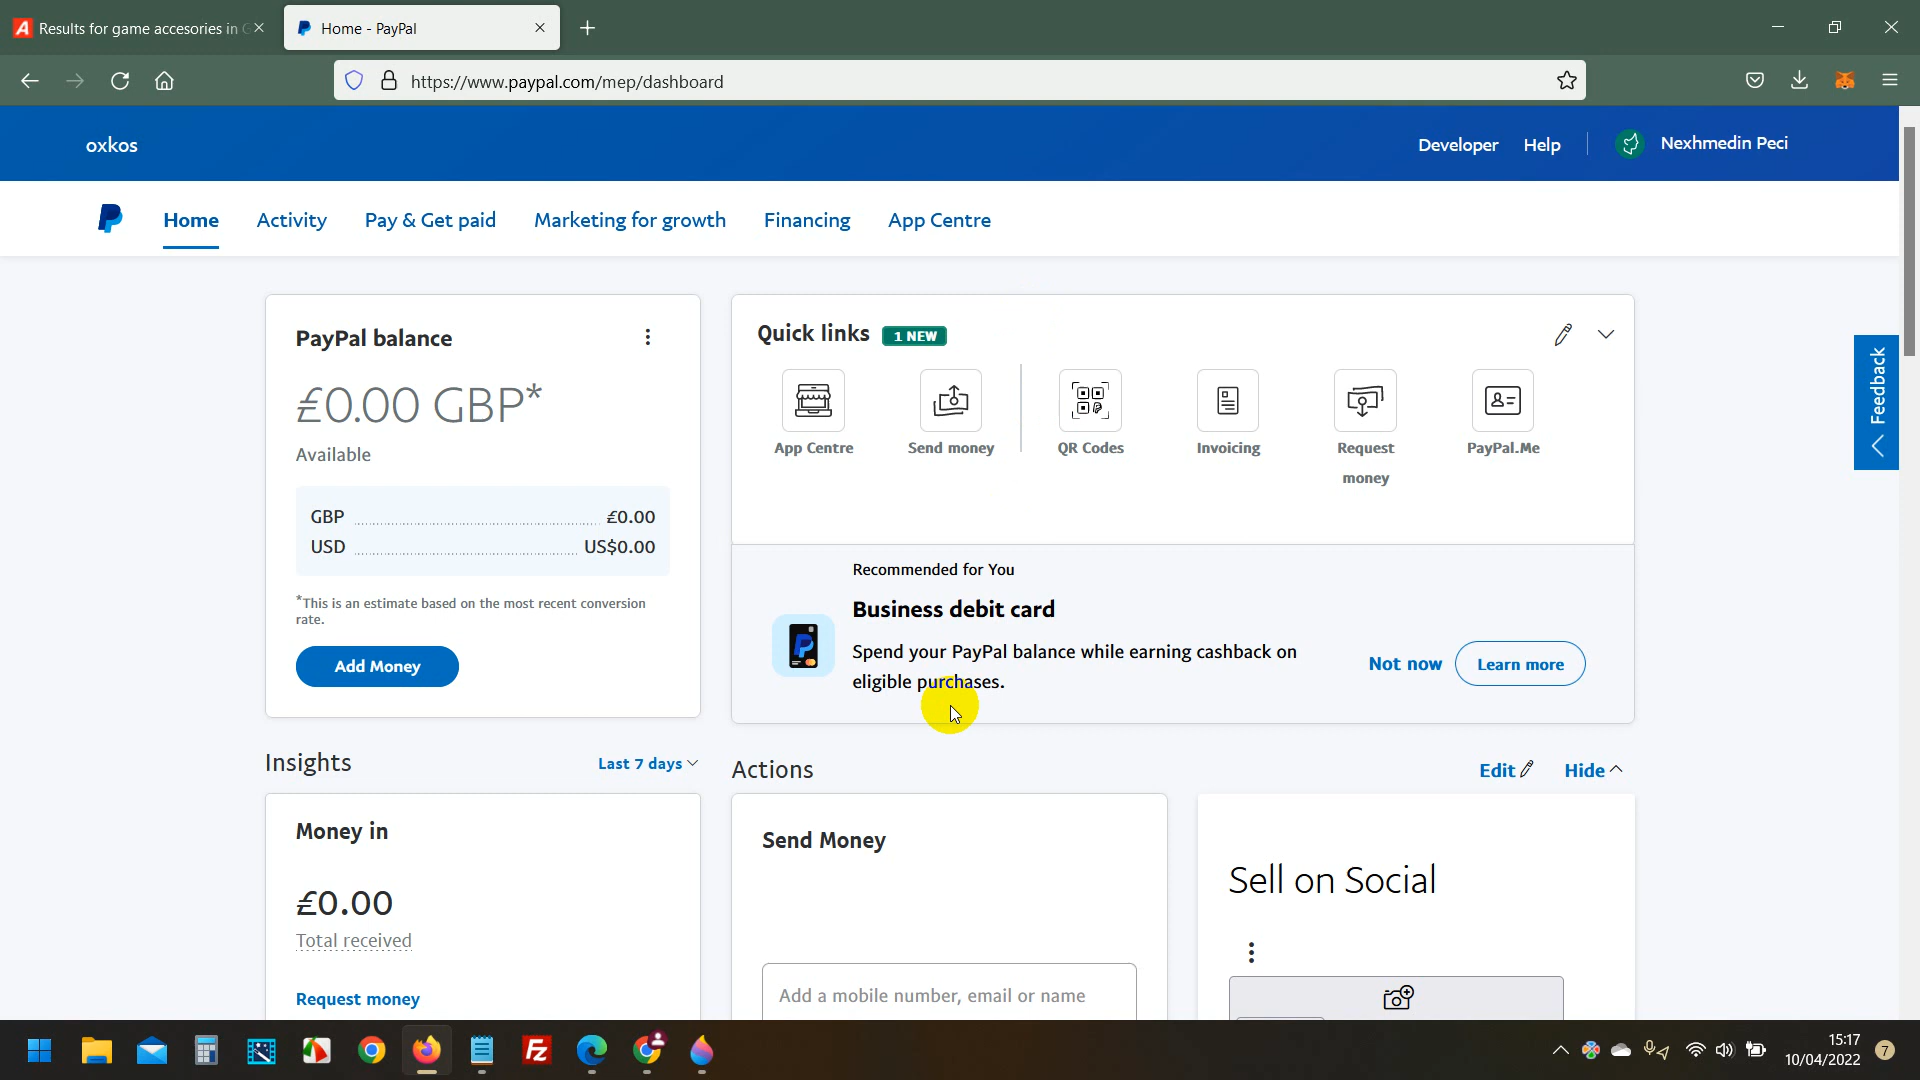 Results for game accesories in G
Home - PayPal
https://www.paypal.com/mep/dashboard
oxkos
Developer
Help
Nexhmedin Peci
Home
Activity
Pay & Get paid
Marketing for growth
Financing
App Centre
PayPal balance
£0.00 GBP*
Available
GBP £0.00
USD US$0.00
*This is an estimate based on the most recent conversion
rate.
Add Money
Quick links
1 NEW
App Centre
Send money
QR Codes
Invoicing
Request
money
PayPal.Me
Recommended for You
Business debit card
Spend your PayPal balance while earning cashback on
eligible purchases.
Not now
Learn more
Feedback
Insights
Last 7 days
Money in
£0.00
Total received
Request money
Actions
Edit
Hide
Send Money
Add a mobile number, email or name
Sell on Social
15:17
10/04/2022
7